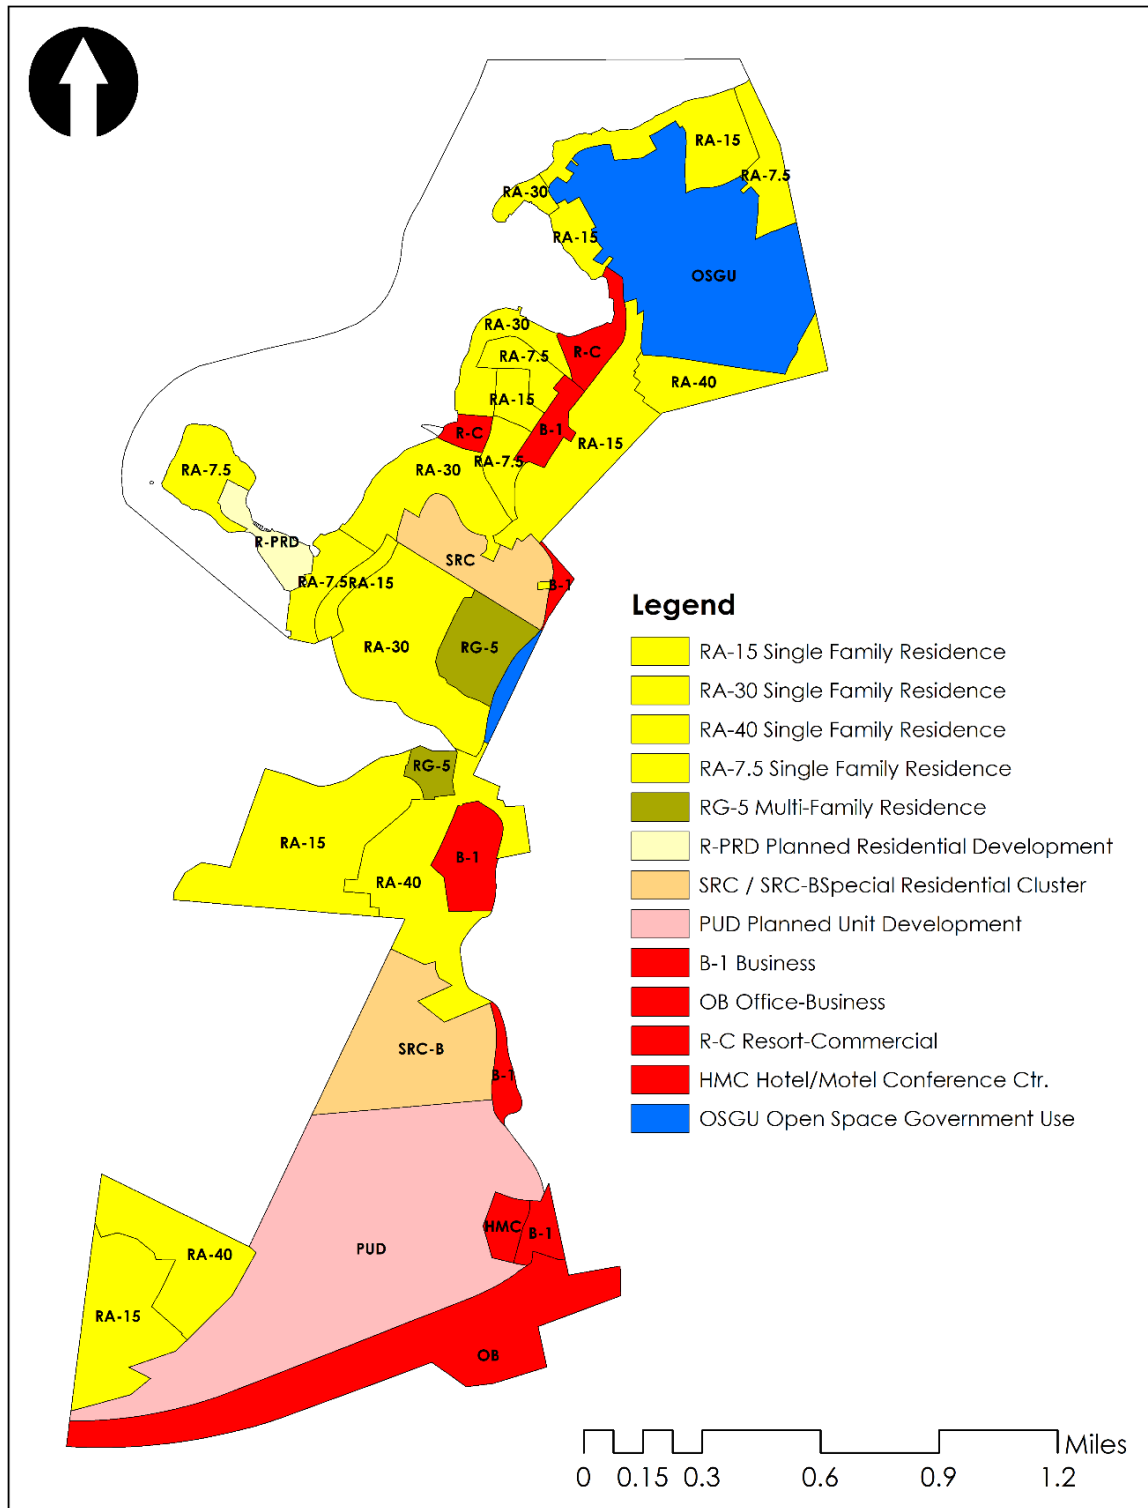 RA-15
RA-7.5
RA-30
RA-15
OSGU
RA-30
R-C
RA-7.5
RA-40
RA-15
R-C
B-1
RA-15
RA-7.5
RA-30
RA-7.5
R-PRD
SRC
RA-7.5
RA-15
B-1
RA-30
RG-5
Legend
RA-15 Single Family Residence
RA-30 Single Family Residence
RA-40 Single Family Residence
RA-7.5 Single Family Residence
RG-5 Multi-Family Residence
R-PRD Planned Residential Development
SRC / SRC-BSpecial Residential Cluster
PUD Planned Unit Development
B-1 Business
OB Office-Business
R-C Resort-Commercial
HMC Hotel/Motel Conference Ctr.
OSGU Open Space Government Use
RG-5
RA-15
B-1
RA-40
SRC-B
B-1
HMC
B-1
PUD
RA-40
RA-15
OB
Miles
0 0.15 0.3 0.6 0.9 1.2